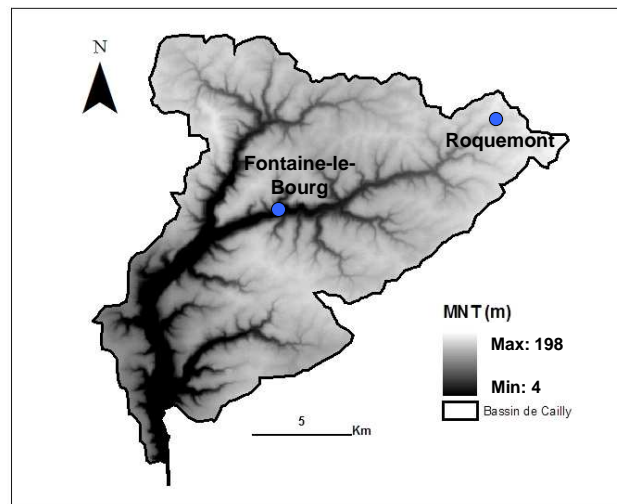 N
Roquemont
Fontaine-le-
Bourg
MNT (m)
Max: 198
Min: 4
Bassin de Cailly
5
Km